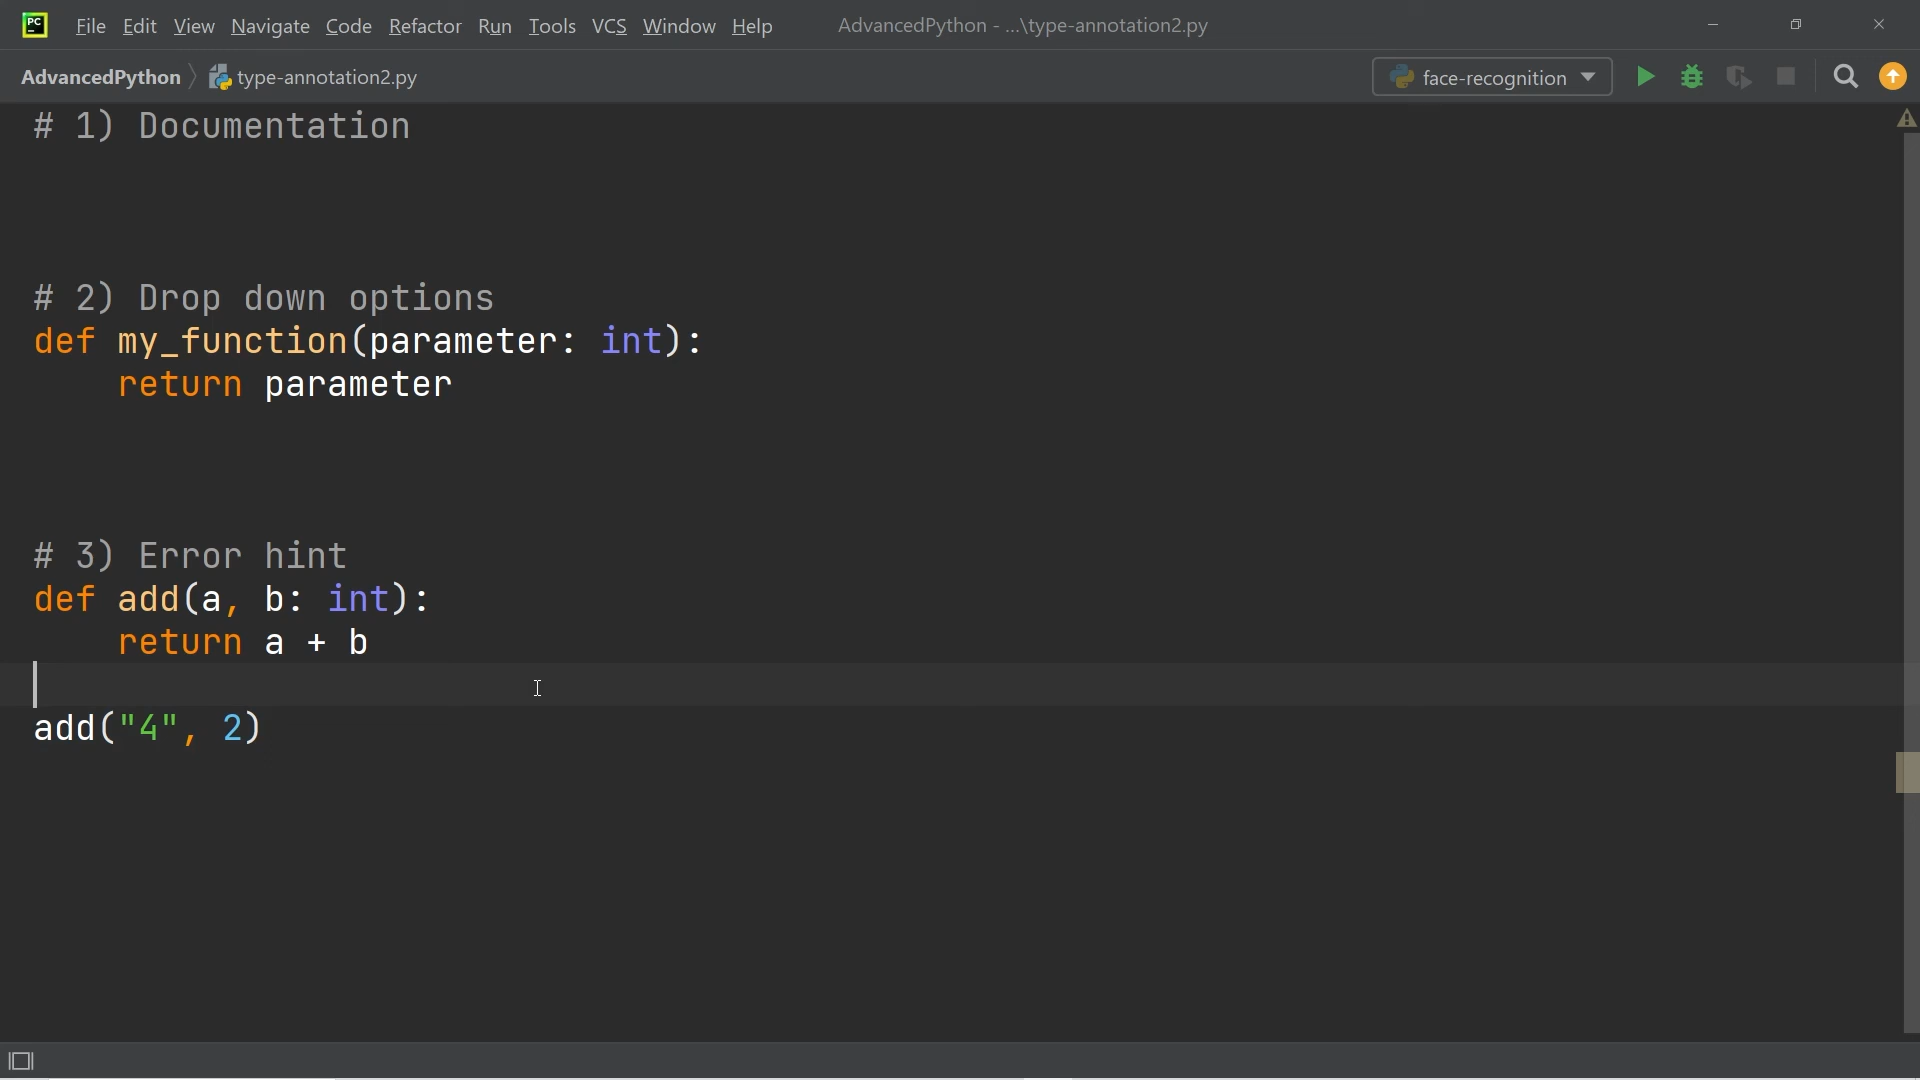 PC File Edit View Navigate Code Refactor Run Tools VCS Window Help AdvancedPython - ...\type-annotation2.py
AdvancedPython type-annotation2.py face-recognition
# 1) Documentation
# 2) Drop down options
def my_function(parameter: int):
    return parameter
# 3) Error hint
def add(a, b: int):
    return a + b
add("4", 2)